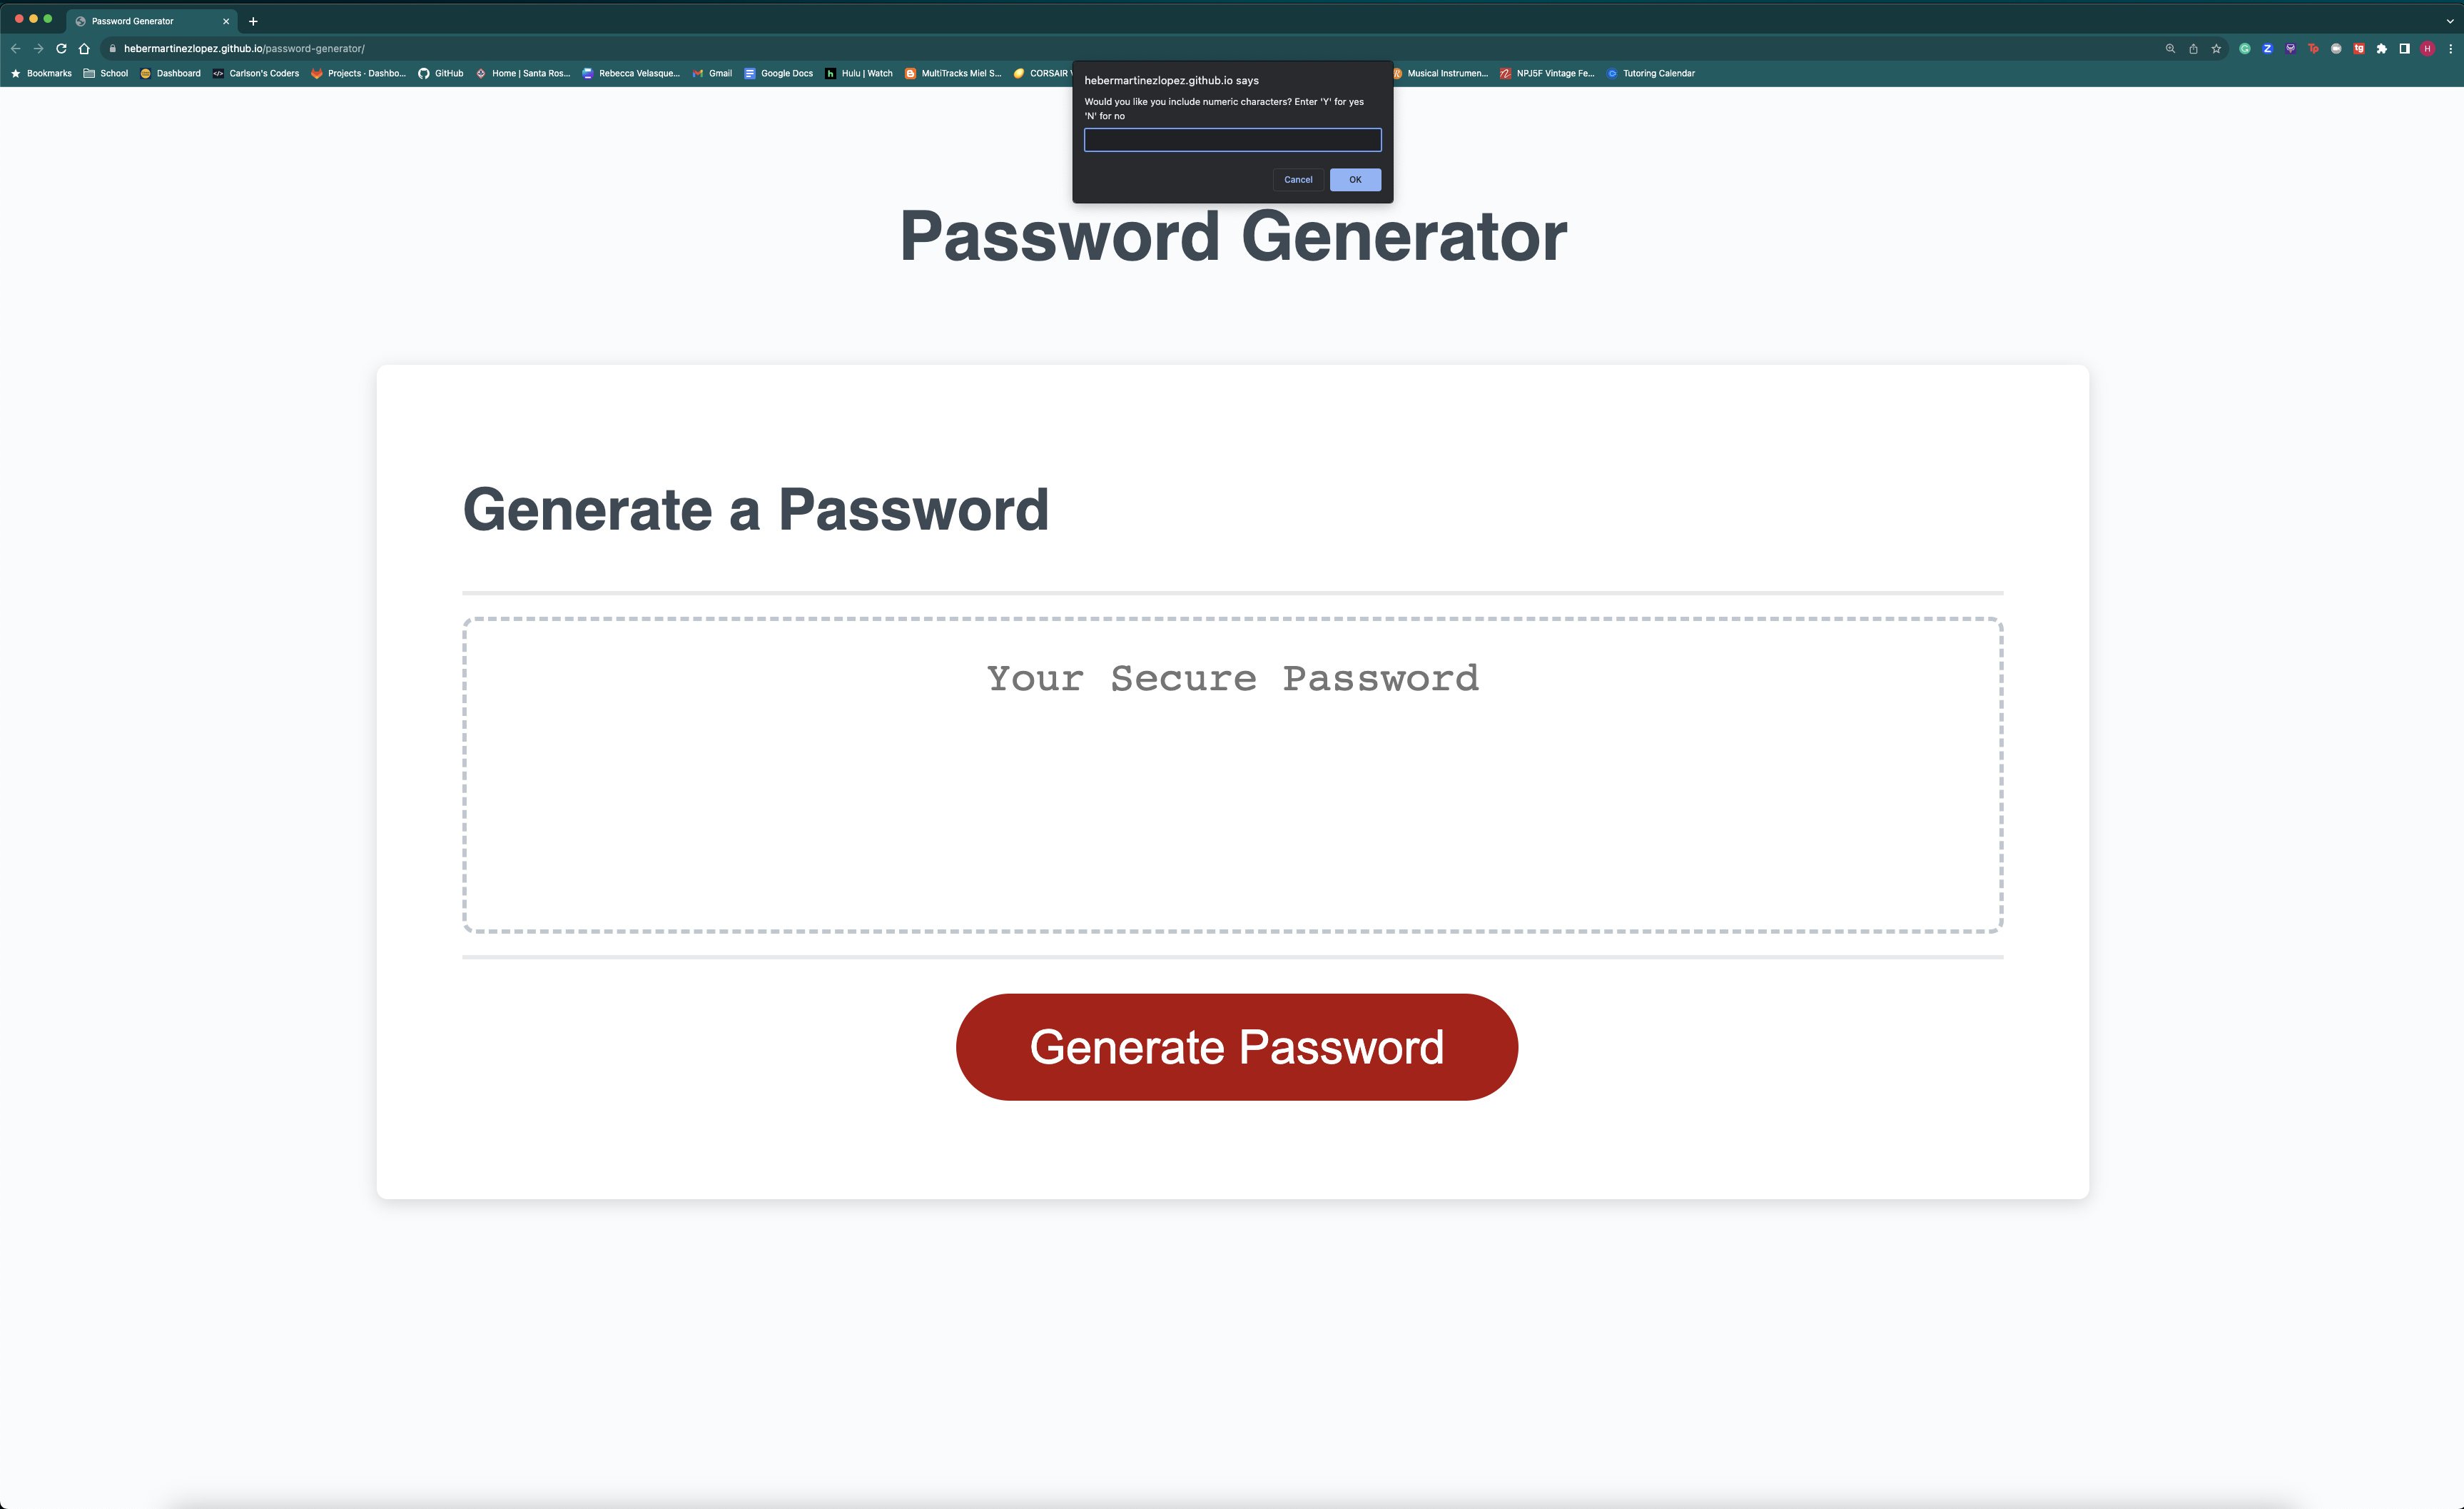 Password Generator
hebermartinezlopez.github.io/password-generator/
Bookmarks School Dashboard Carlson's Coders Projects · Dashbo... GitHub Home | Santa Ros... Rebecca Velasque... Gmail Google Docs Hulu | Watch MultiTracks Miel S... CORSAIR Musical Instrumen... NPJ5F Vintage Fe... Tutoring Calendar
hebermartinezlopez.github.io says
Would you like you include numeric characters? Enter 'Y' for yes
'N' for no
Cancel OK
Password Generator
Generate a Password
Your Secure Password
Generate Password